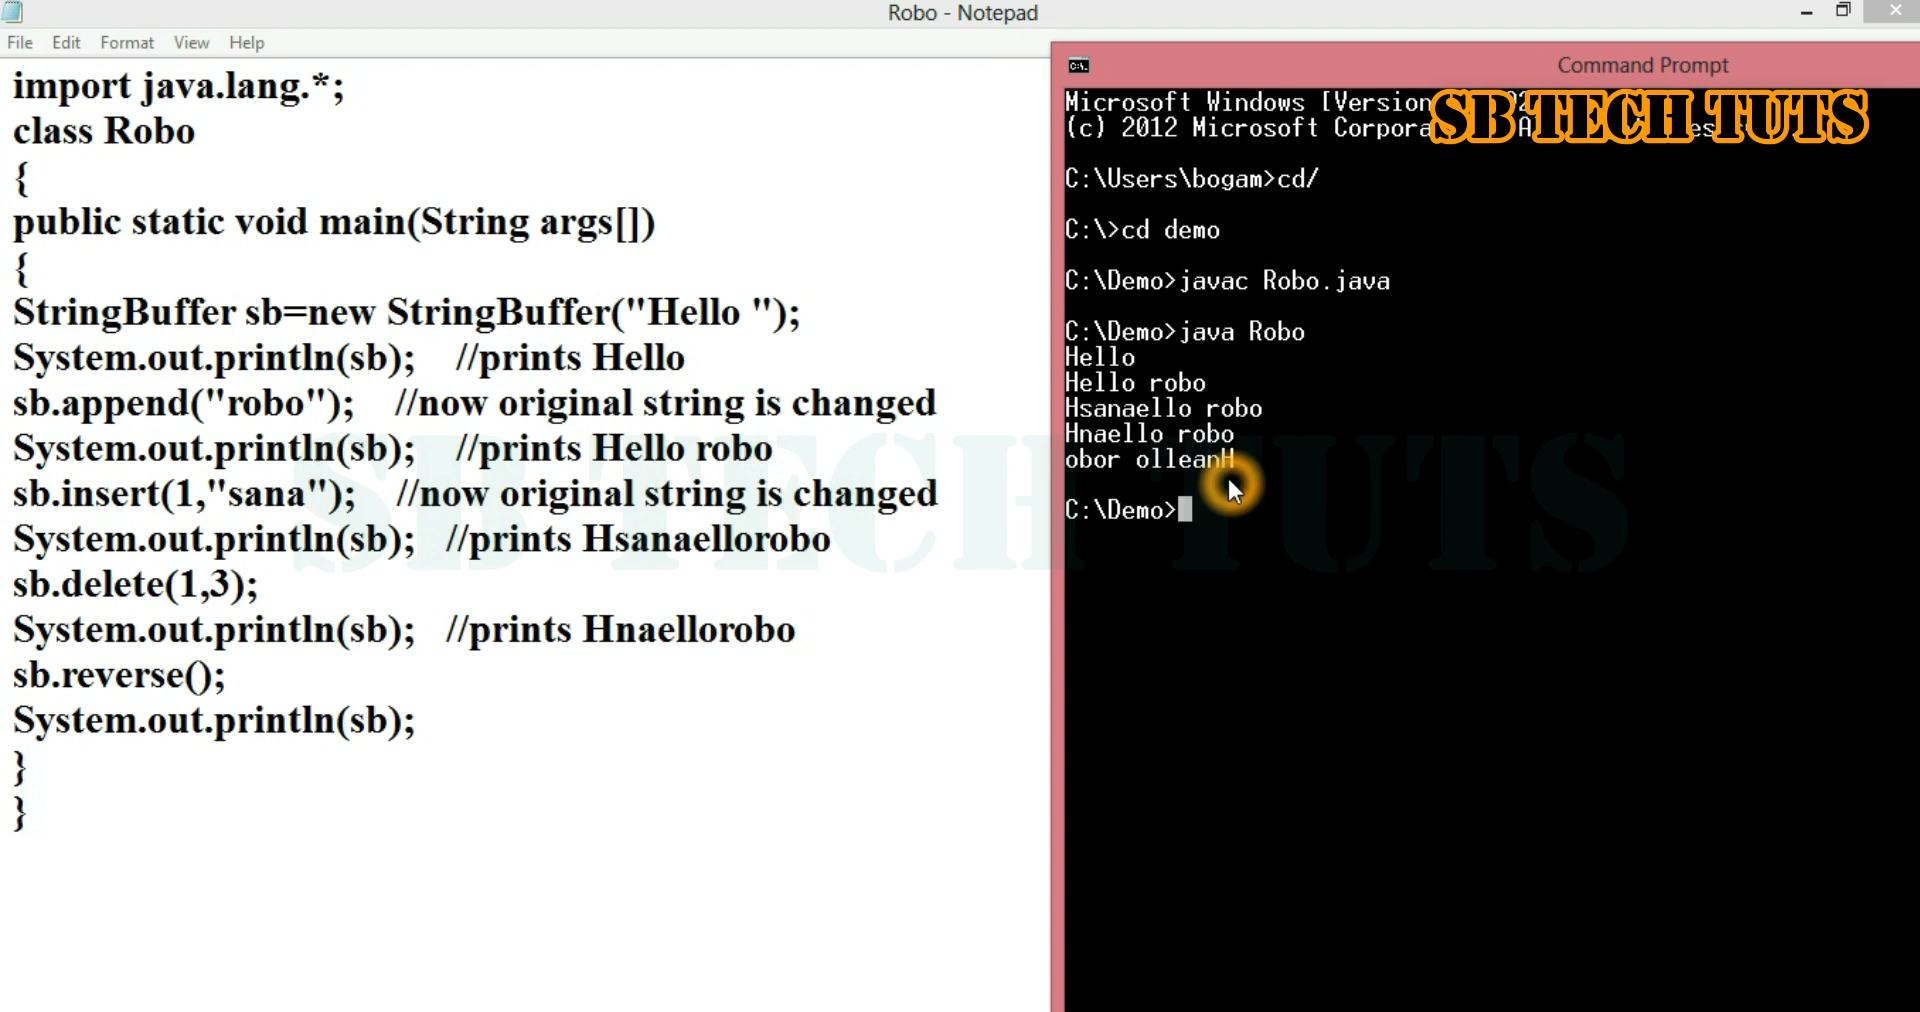 Robo - Notepad
File Edit Format View Help
import java.lang.*;
class Robo
{
public static void main(String args[])
{
StringBuffer sb=new StringBuffer("Hello ");
System.out.println(sb); //prints Hello
sb.append("robo"); //now original string is changed
System.out.println(sb); //prints Hello robo
sb.insert(1,"sana"); //now original string is changed
System.out.println(sb); //prints Hsanaellorobo
sb.delete(1,3);
System.out.println(sb); //prints Hnaellorobo
sb.reverse();
System.out.println(sb);
}
}
Command Prompt
Microsoft Windows [Version
(c) 2012 Microsoft
SB TECH TUTS
C:\Users\bogam>cd/
C:\>cd demo
C:\Demo>javac Robo.java
C:\Demo>java Robo
Hello
Hello robo
Hsanaello robo
Hnaello robo
obor olleanH
C:\Demo>
SB TECH TUTS